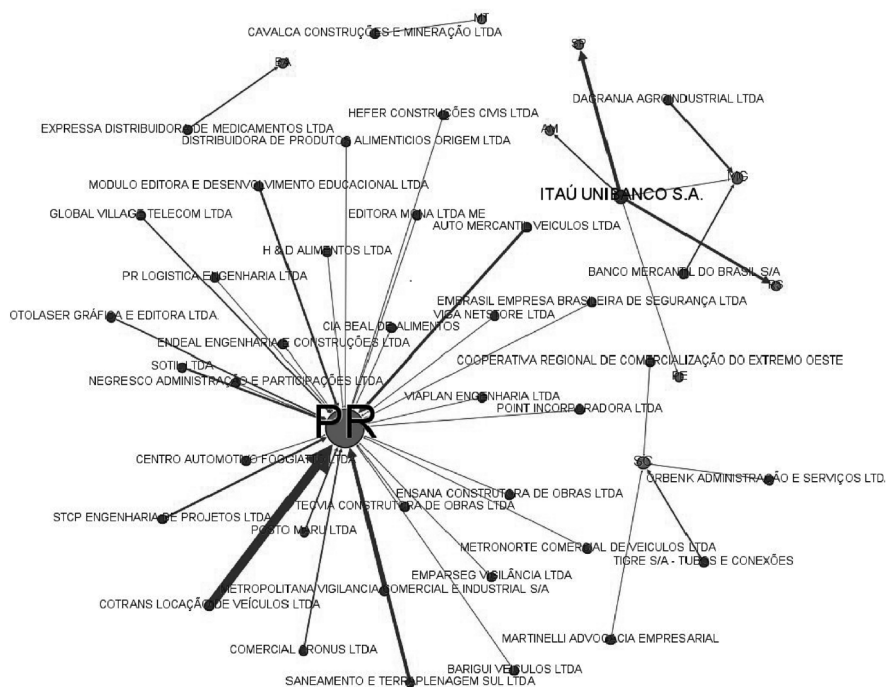 MT
CAVALCA CONSTRUÇÕES E MINERAÇÃO LTDA
SP
BA
DAGRANJA AGROINDUSTRIAL LTDA
HEFER CONSTRUÇÕES CIVIS LTDA
EXPRESSA DISTRIBUIDORA DE MEDICAMENTOS LTDA
AM
DISTRIBUIDORA DE PRODUTOS ALIMENTICIOS ORIGEM LTDA
MG
MODULO EDITORA E DESENVOLVIMENTO EDUCACIONAL LTDA
ITAÚ UNIBANCO S.A.
GLOBAL VILLAGE TELECOM LTDA
EDITORA MONA LTDA ME
AUTO MERCANTIL VEICULOS LTDA
H & D ALIMENTOS LTDA
PR LOGISTICA ENGENHARIA LTDA
BANCO MERCANTIL DO BRASIL S/A
RS
EMBRASIL EMPRESA BRASILEIRA DE SEGURANÇA LTDA
OTOLASER GRÁFICA E EDITORA LTDA.
VIGA NETSTORE LTDA
CIA BEAL DE ALIMENTOS
ENDEAL ENGENHARIA E CONSTRUÇÕES LTDA
COOPERATIVA REGIONAL DE COMERCIALIZAÇÃO DO EXTREMO OESTE
SOTIL LTDA
PE
NEGRESCO ADMINISTRAÇÃO E PARTICIPAÇÕES LTDA
VIAPLAN ENGENHARIA LTDA
POINT INCORPORADORA LTDA
PR
CENTRO AUTOMOTIVO FOGGIATTO LTDA
SC
URBENK ADMINISTRAÇÃO E SERVIÇOS LTD
ENSANA CONSTRUTORA DE OBRAS LTDA
TECVIA CONSTRUTORA DE OBRAS LTDA
STCP ENGENHARIA DE PROJETOS LTDA
POSTO MARU LTDA
METRONORTE COMERCIAL DE VEICULOS LTDA
TIGRE S/A - TUBOS E CONEXÕES
EMPARSEG VIGILÂNCIA LTDA
METROPOLITANA VIGILANCIA COMERCIAL E INDUSTRIAL S/A
COTRANS LOCAÇÃO DE VEÍCULOS LTDA
MARTINELLI ADVOCACIA EMPRESARIAL
COMERCIAL CRONUS LTDA
BARIGUI VEICULOS LTDA
SANEAMENTO E TERRAPLENAGEM SUL LTDA